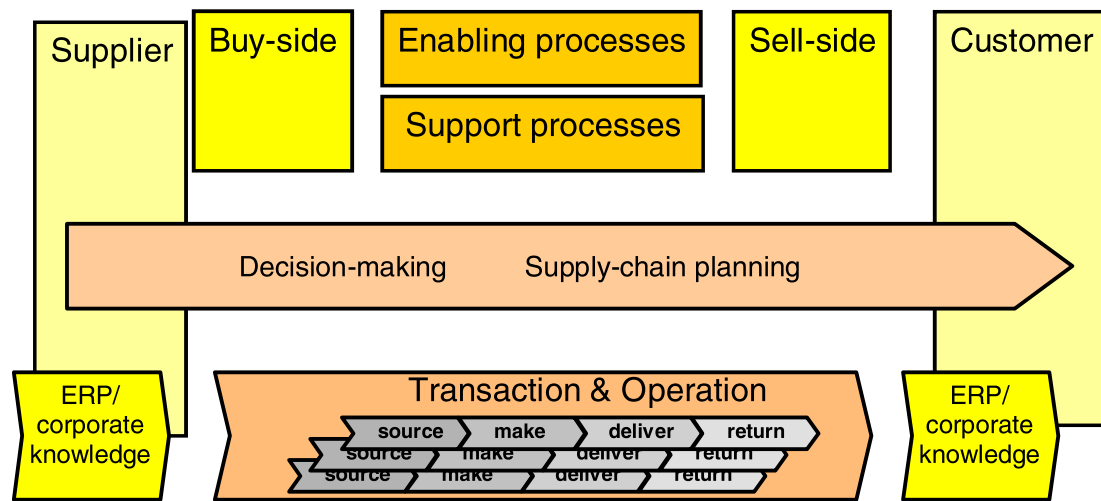 Supplier
Buy-side
Enabling processes
Sell-side
Customer
Support processes
Decision-making
Supply-chain planning
ERP/
corporate
knowledge
Transaction & Operation
source make deliver return
source make deliver return
source make deliver return
ERP/
corporate
knowledge